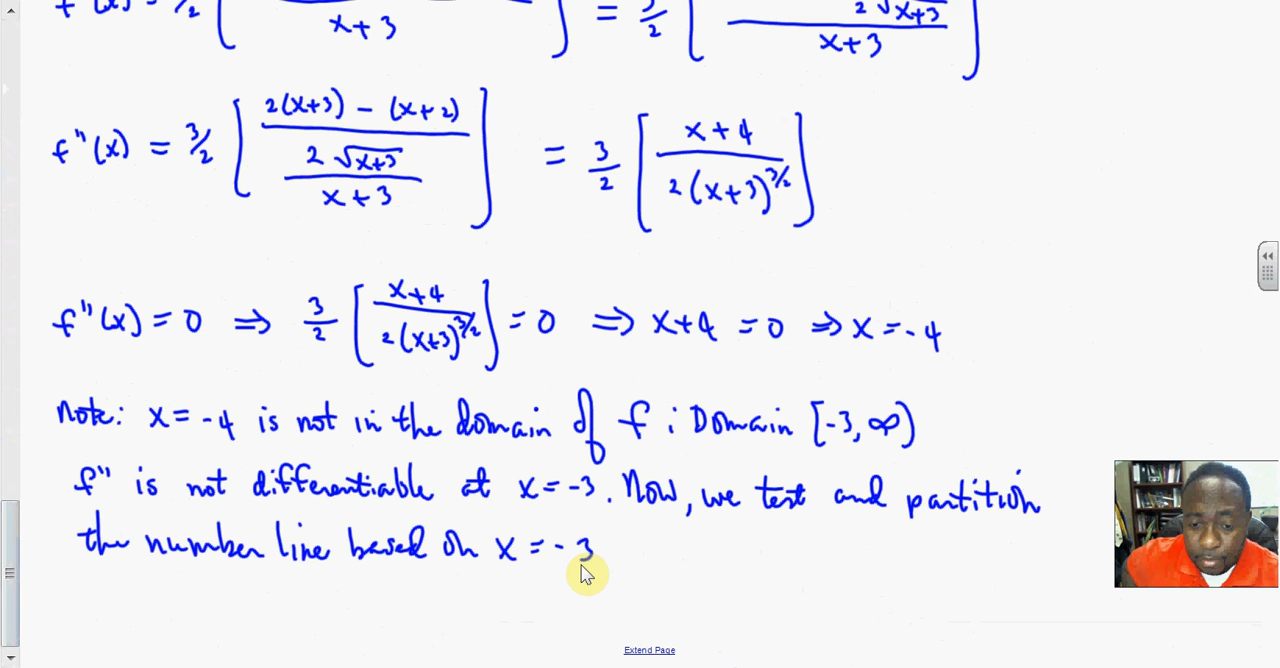 x+3 = 3/2 [ 2√x+3 / x+3 ]
f''(x) = 3/2 [ 2(x+3) - (x+2) / 2√x+3 / x+3 ] = 3/2 [ x+4 / 2(x+3)^3/2 ]
f''(x) = 0 ⇒ 3/2 [ x+4 / 2(x+3)^3/2 ] = 0 ⇒ x+4 = 0 ⇒ x = -4
Note: x = -4 is not in the domain of f ; Domain [-3, ∞)
f'' is not differentiable at x = -3. Now, we test and partition
the number line based on x = -3
Extend Page